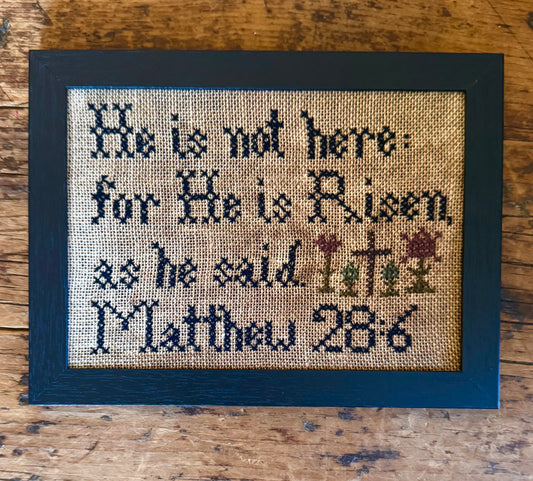 He is not here:
for He is Risen,
as he said.
Matthew 28:6